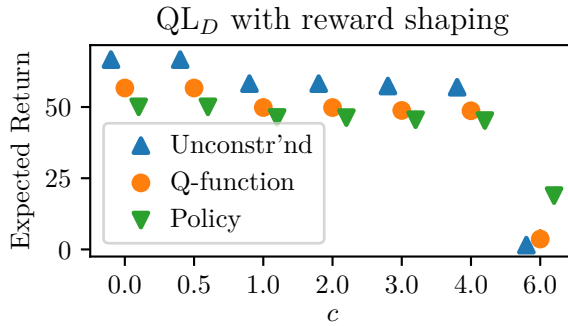 QL_D with reward shaping
Expected Return
50
25
0
Unconstr'nd
Q-function
Policy
0.0 0.5 1.0 2.0 3.0 4.0 6.0
c